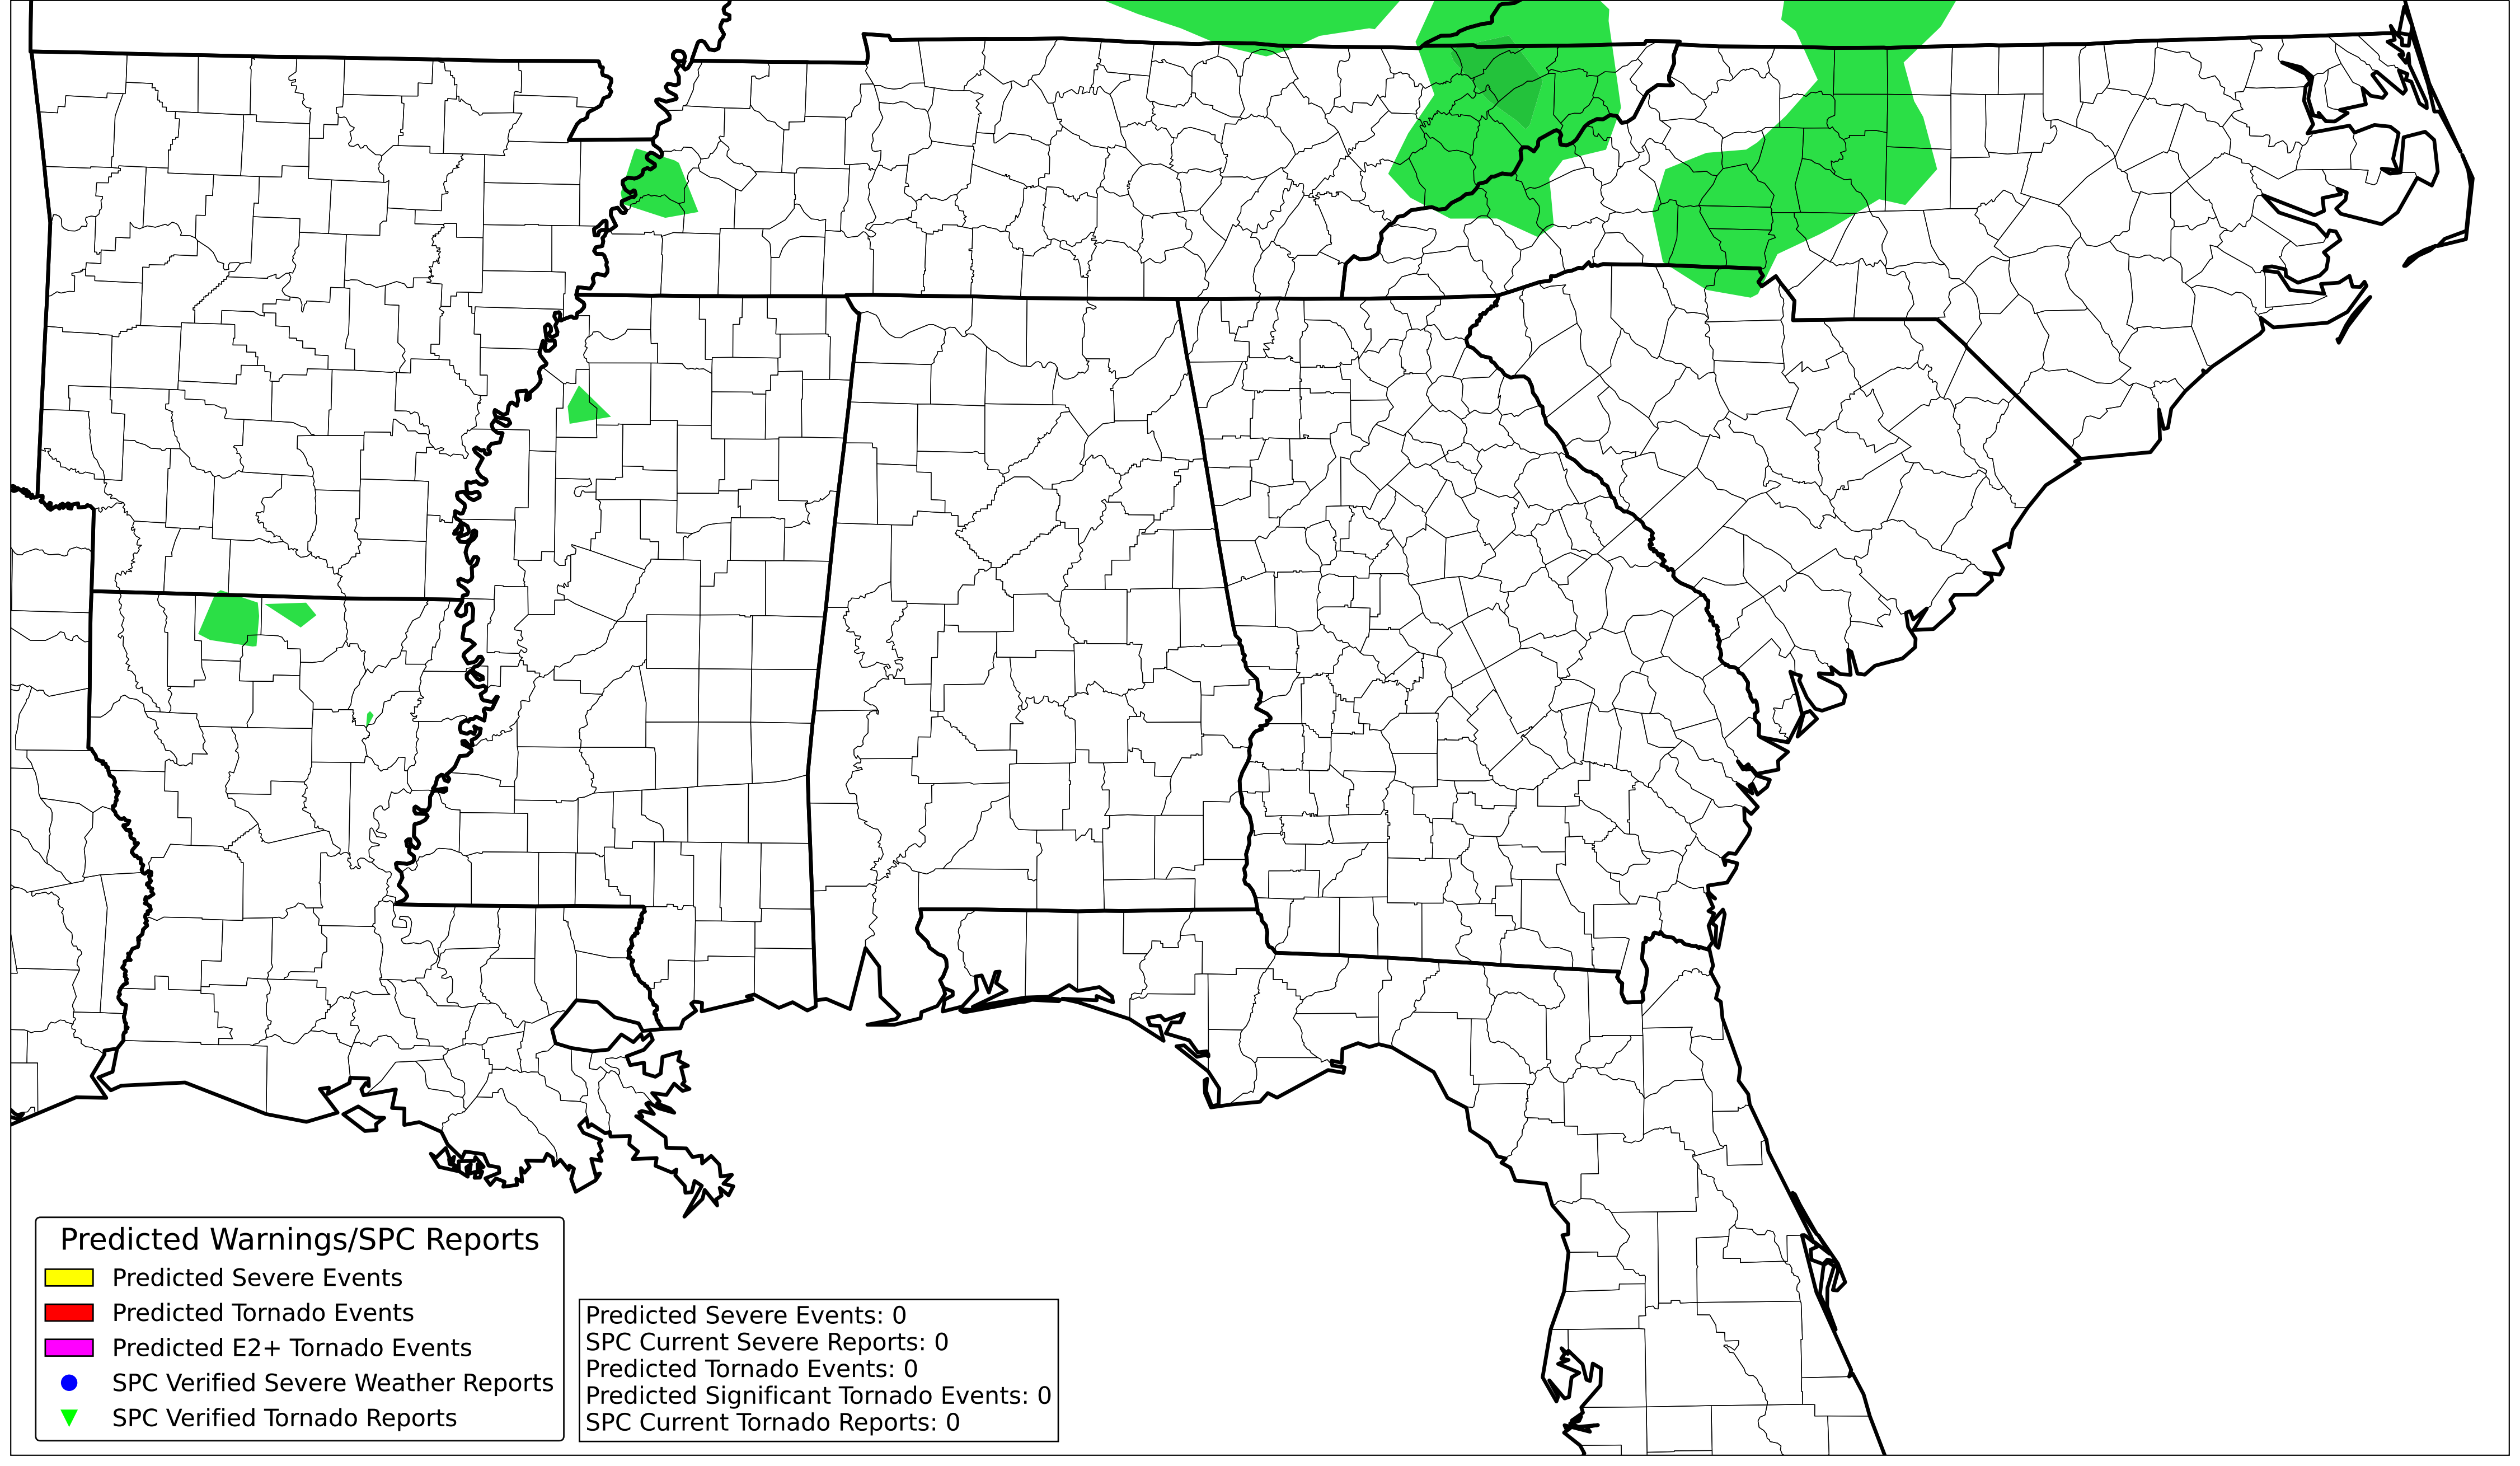 Predicted Warnings/SPC Reports
Predicted Severe Events
Predicted Tornado Events
Predicted E2+ Tornado Events
SPC Verified Severe Weather Reports
SPC Verified Tornado Reports
Predicted Severe Events: 0
SPC Current Severe Reports: 0
Predicted Tornado Events: 0
Predicted Significant Tornado Events: 0
SPC Current Tornado Reports: 0